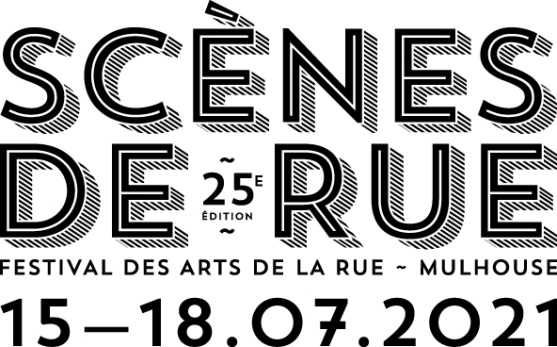 SCÈNES
DE RUE
~
25E
ÉDITION
~
FESTIVAL DES ARTS DE LA RUE ~ MULHOUSE
15—18.07.2021